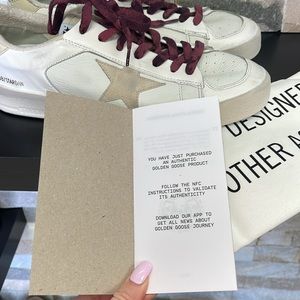 YOU HAVE JUST PURCHASED
AN AUTHENTIC
GOLDEN GOOSE PRODUCT
FOLLOW THE NFC
INSTRUCTIONS TO VALIDATE
ITS AUTHENTICITY
DOWNLOAD OUR APP TO
GET ALL NEWS ABOUT
GOLDEN GOOSE JOURNEY
DESIGNER
OTHER